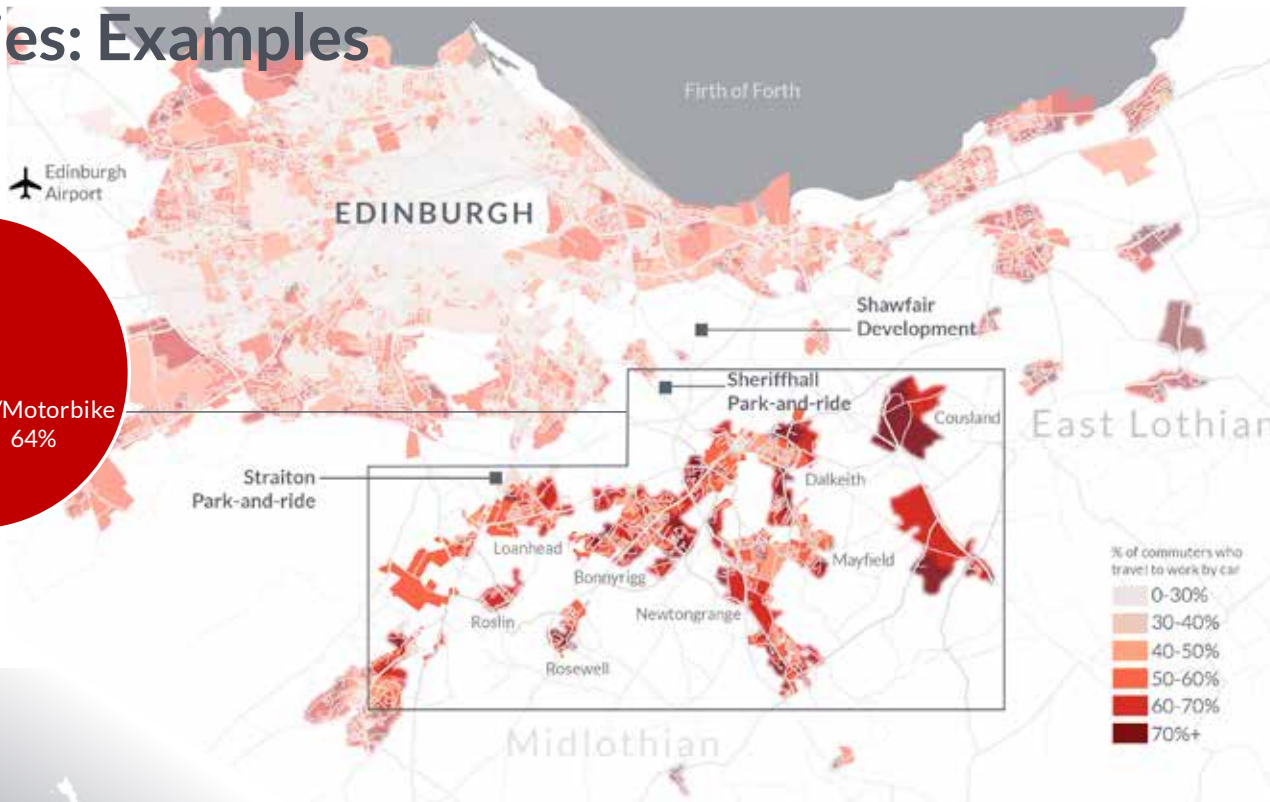 es: Examples
Firth of Forth
Edinburgh
Airport
EDINBURGH
Shawfair
Development
/Motorbike
64%
Sheriffhall
Park-and-ride
Cousland
East Lothian
Straiton
Park-and-ride
Dalkeith
Loanhead
Bonnyrigg
Mayfield
Roslin
Newtongrange
Rosewell
Midlothian
% of commuters who
travel to work by car
0-30%
30-40%
40-50%
50-60%
60-70%
70%+